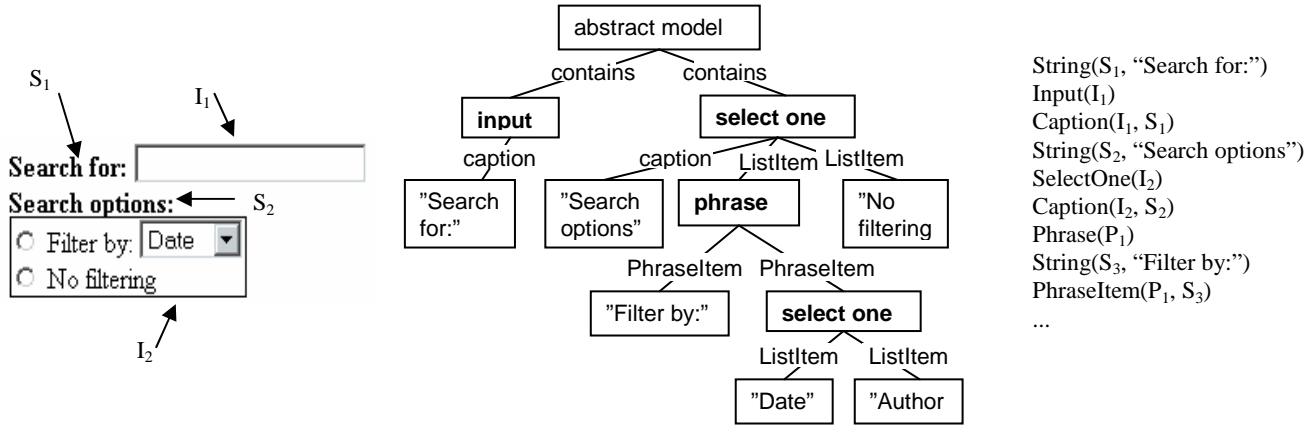 S1
I1
Search for:
Search options:
S2
Filter by: Date
No filtering
I2
abstract model
contains contains
input select one
caption caption ListItem ListItem
"Search for:"
"Search options"
phrase
"No filtering
PhraseItem PhraseItem
"Filter by:" select one
ListItem ListItem
"Date" "Author
String(S1, “Search for:”)
Input(I1)
Caption(I1, S1)
String(S2, “Search options”)
SelectOne(I2)
Caption(I2, S2)
Phrase(P1)
String(S3, “Filter by:”)
PhraseItem(P1, S3)
...